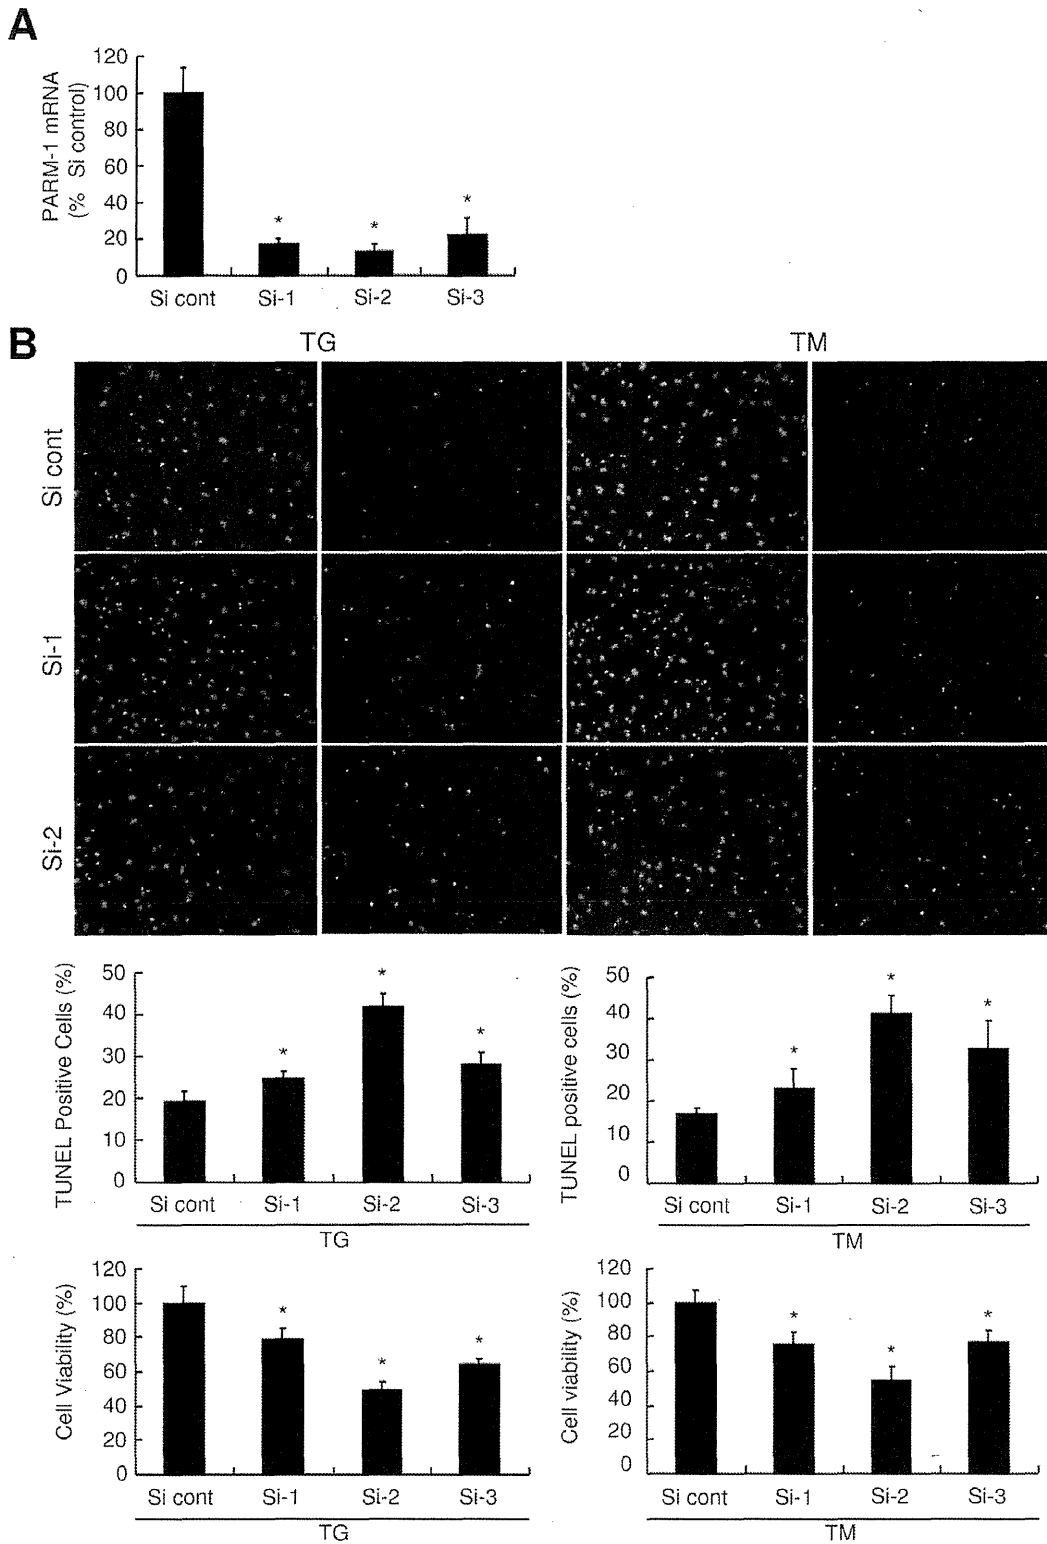 A
PARM-1 mRNA
(% Si control)
120
100
80
60
40
20
0
*
*
*
Si cont
Si-1
Si-2
Si-3
B
TG
TM
Si cont
Si-1
Si-2
TUNEL Positive Cells (%)
50
40
30
20
10
0
*
*
*
Si cont
Si-1
Si-2
Si-3
TG
TUNEL positive cells (%)
50
40
30
20
10
0
*
*
*
Si cont
Si-1
Si-2
Si-3
TM
Cell Viability (%)
120
100
80
60
40
20
0
*
*
*
Si cont
Si-1
Si-2
Si-3
TG
Cell viability (%)
120
100
80
60
40
20
0
*
*
*
Si cont
Si-1
Si-2
Si-3
TM